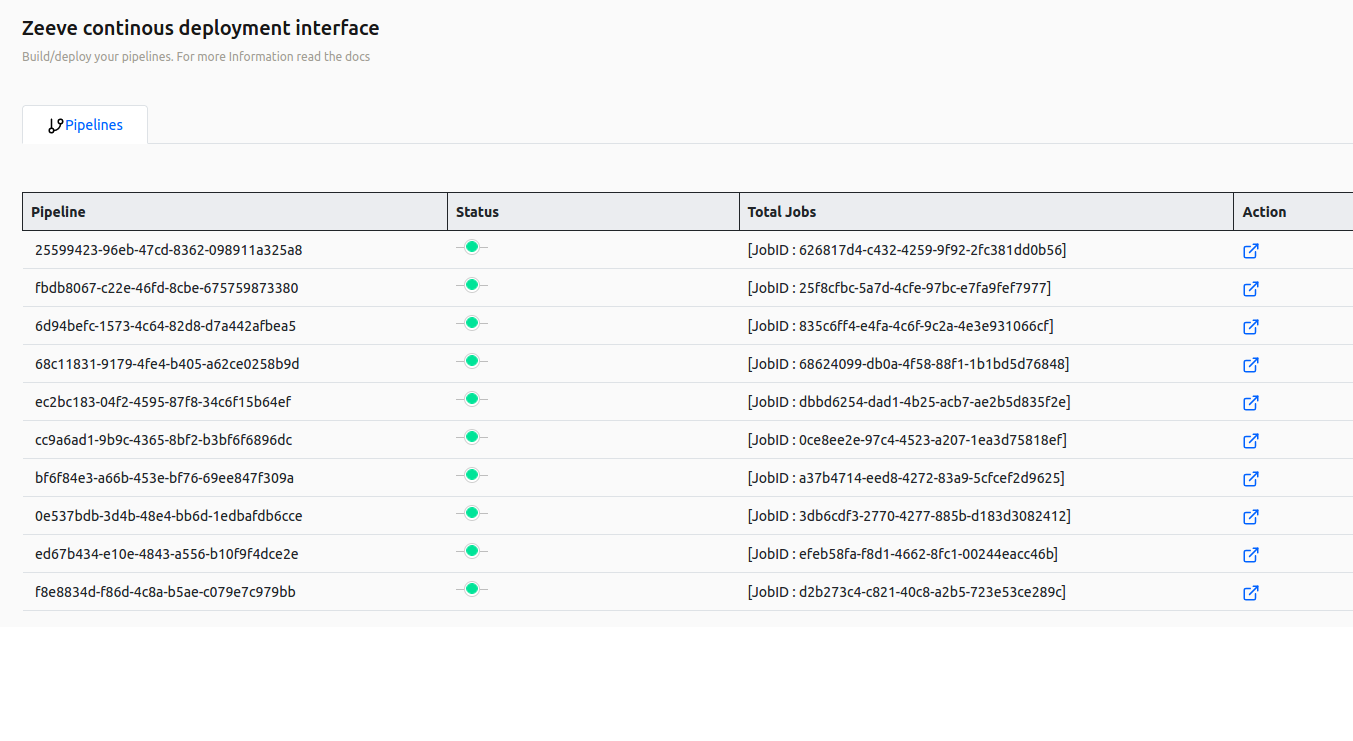 Zeeve continous deployment interface
Build/deploy your pipelines. For more Information read the docs
Pipelines
Pipeline Status Total Jobs Action
25599423-96eb-47cd-8362-098911a325a8 [JobID : 626817d4-c432-4259-9f92-2fc381dd0b56]
fbdb8067-c22e-46fd-8cbe-675759873380 [JobID : 25f8cfbc-5a7d-4cfe-97bc-e7fa9fef7977]
6d94befc-1573-4c64-82d8-d7a442afbea5 [JobID : 835c6ff4-e4fa-4c6f-9c2a-4e3e931066cf]
68c11831-9179-4fe4-b405-a62ce0258b9d [JobID : 68624099-db0a-4f58-88f1-1b1bd5d76848]
ec2bc183-04f2-4595-87f8-34c6f15b64ef [JobID : dbbd6254-dad1-4b25-acb7-ae2b5d835f2e]
cc9a6ad1-9b9c-4365-8bf2-b3bf6f6896dc [JobID : 0ce8ee2e-97c4-4523-a207-1ea3d75818ef]
bf6f84e3-a66b-453e-bf76-69ee847f309a [JobID : a37b4714-eed8-4272-83a9-5cfcef2d9625]
0e537bdb-3d4b-48e4-bb6d-1edbafdb6cce [JobID : 3db6cdf3-2770-4277-885b-d183d3082412]
ed67b434-e10e-4843-a556-b10f9f4dce2e [JobID : efeb58fa-f8d1-4662-8fc1-00244eacc46b]
f8e8834d-f86d-4c8a-b5ae-c079e7c979bb [JobID : d2b273c4-c821-40c8-a2b5-723e53ce289c]